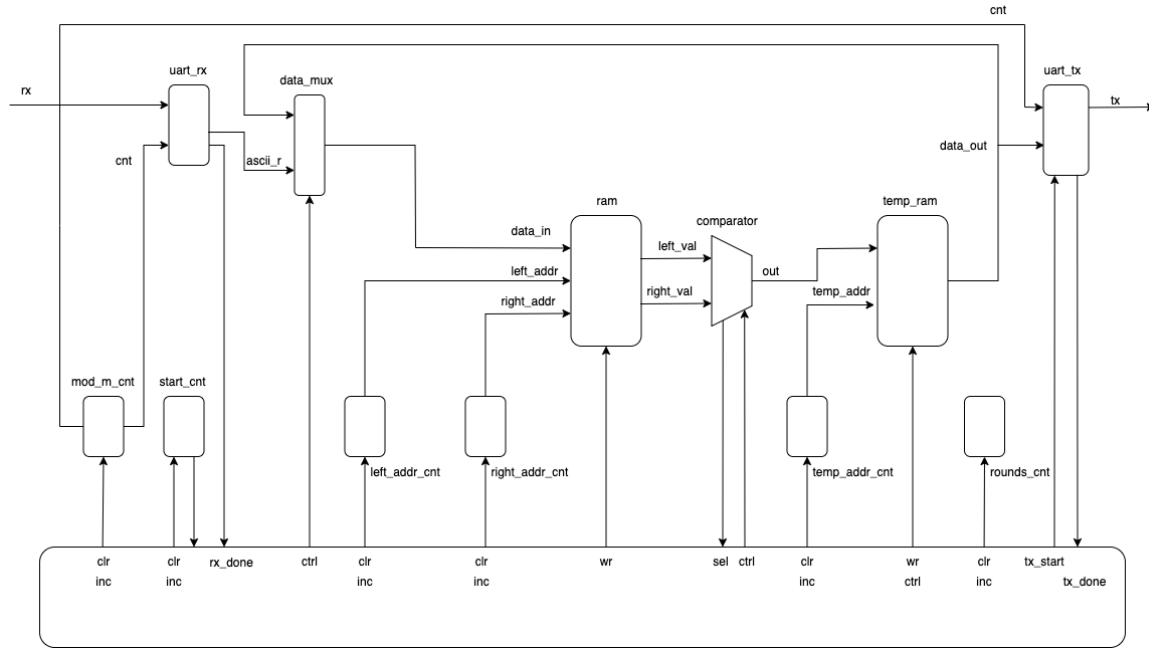 cnt
uart_rx
uart_tx
data_mux
rx
tx
data_out
cnt
ascii_r
ram
temp_ram
comparator
data_in
left_val
out
left_addr
temp_addr
right_val
right_addr
mod_m_cnt
start_cnt
left_addr_cnt
right_addr_cnt
temp_addr_cnt
rounds_cnt
clr
inc
clr
inc
rx_done
ctrl
clr
inc
clr
inc
wr
sel
ctrl
clr
inc
wr
ctrl
clr
inc
tx_start
tx_done